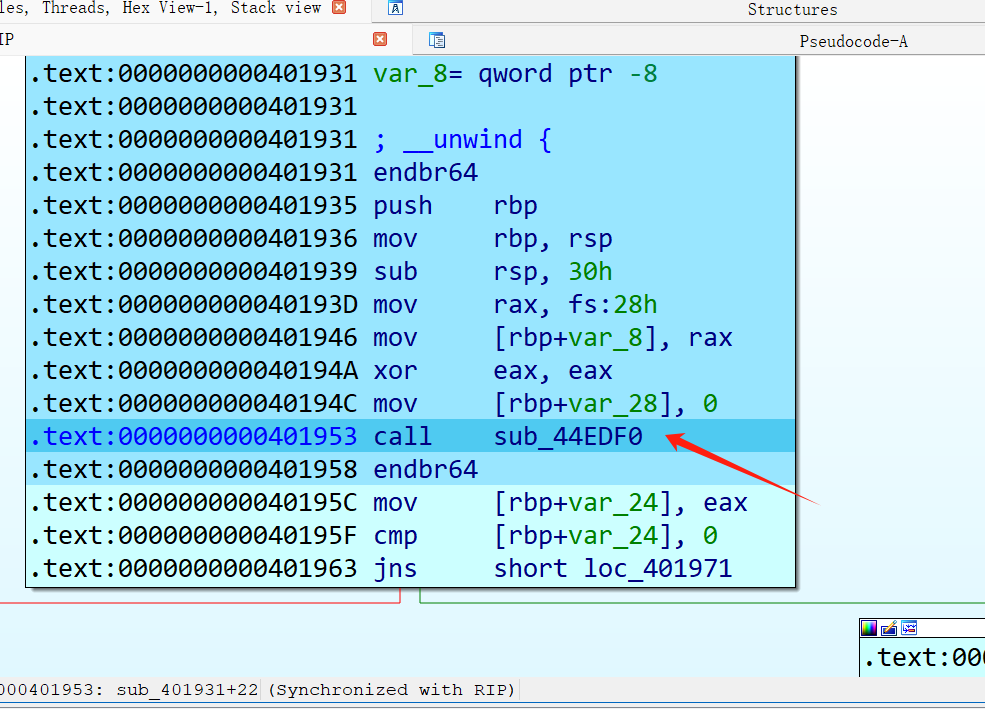 les, Threads, Hex View-1, Stack view
Structures
IP
Pseudocode-A
.text:0000000000401931 var_8= qword ptr -8
.text:0000000000401931
.text:0000000000401931 ; __unwind {
.text:0000000000401931 endbr64
.text:0000000000401935 push    rbp
.text:0000000000401936 mov     rbp, rsp
.text:0000000000401939 sub     rsp, 30h
.text:000000000040193D mov     rax, fs:28h
.text:0000000000401946 mov     [rbp+var_8], rax
.text:000000000040194A xor     eax, eax
.text:000000000040194C mov     [rbp+var_28], 0
.text:0000000000401953 call    sub_44EDF0
.text:0000000000401958 endbr64
.text:000000000040195C mov     [rbp+var_24], eax
.text:000000000040195F cmp     [rbp+var_24], 0
.text:0000000000401963 jns     short loc_401971
.text:000
000401953: sub_401931+22 (Synchronized with RIP)